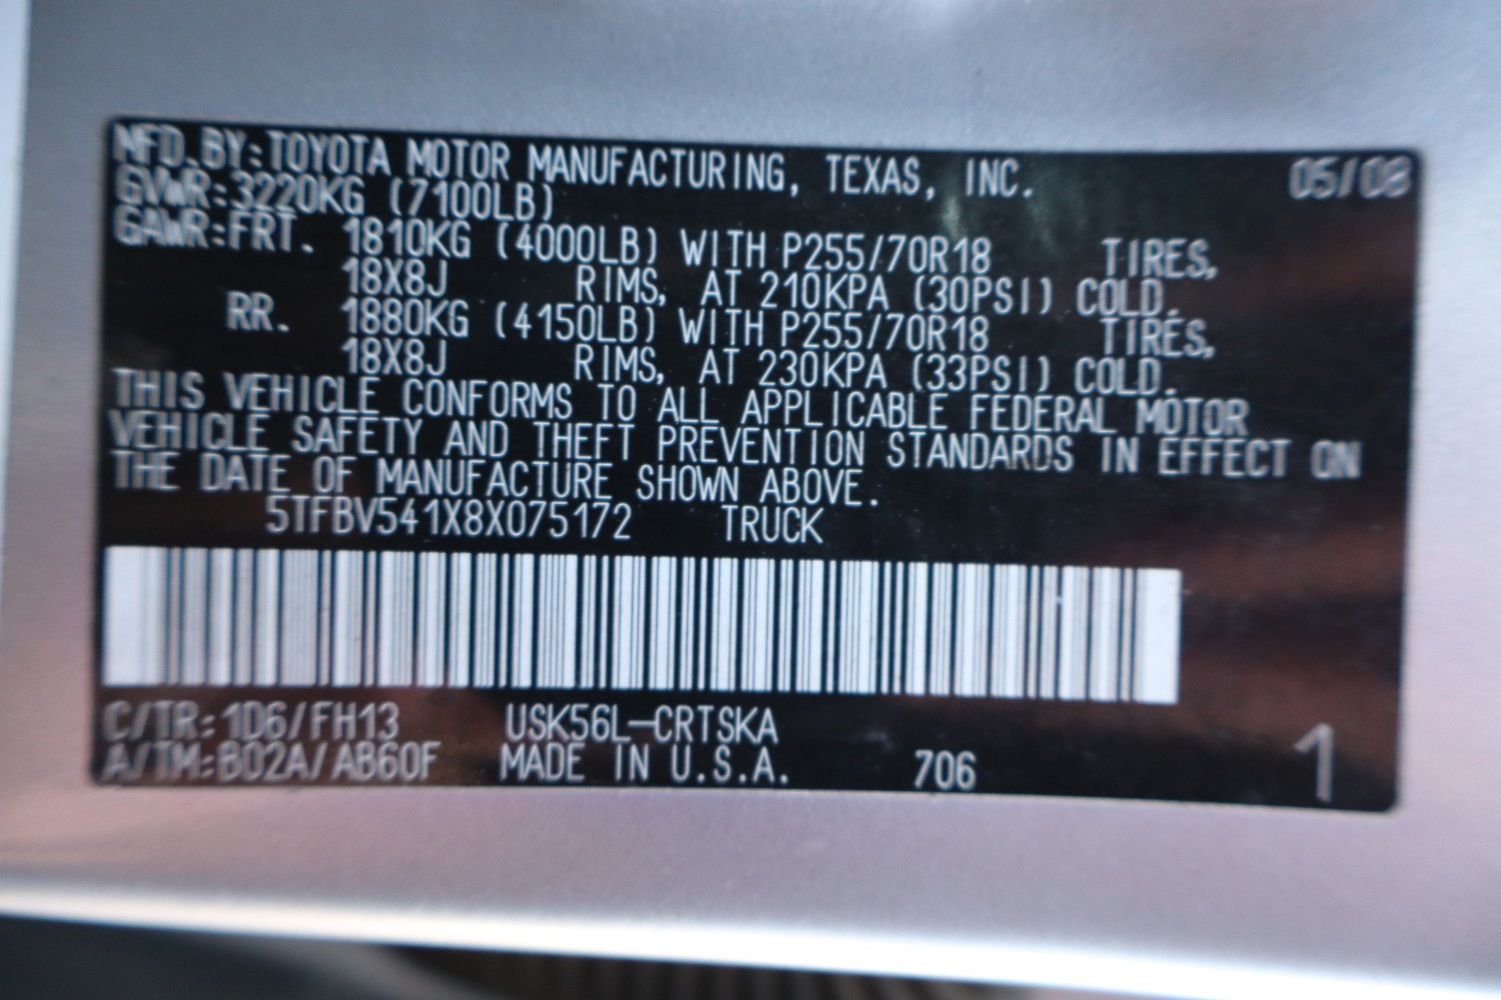 MFD.BY:TOYOTA MOTOR MANUFACTURING, TEXAS, INC. 05/08
GVWR:3220KG (7100LB)
GAWR:FRT. 1810KG (4000LB) WITH P255/70R18 TIRES,
18X8J RIMS, AT 210KPA (30PSI) COLD.
RR. 1880KG (4150LB) WITH P255/70R18 TIRES,
18X8J RIMS, AT 230KPA (33PSI) COLD.
THIS VEHICLE CONFORMS TO ALL APPLICABLE FEDERAL MOTOR
VEHICLE SAFETY AND THEFT PREVENTION STANDARDS IN EFFECT ON
THE DATE OF MANUFACTURE SHOWN ABOVE.
5TFBV541X8X075172 TRUCK
C/TR:1D6/FH13 USK56L-CRTSKA
A/TM:B02A/AB60F MADE IN U.S.A. 706 1